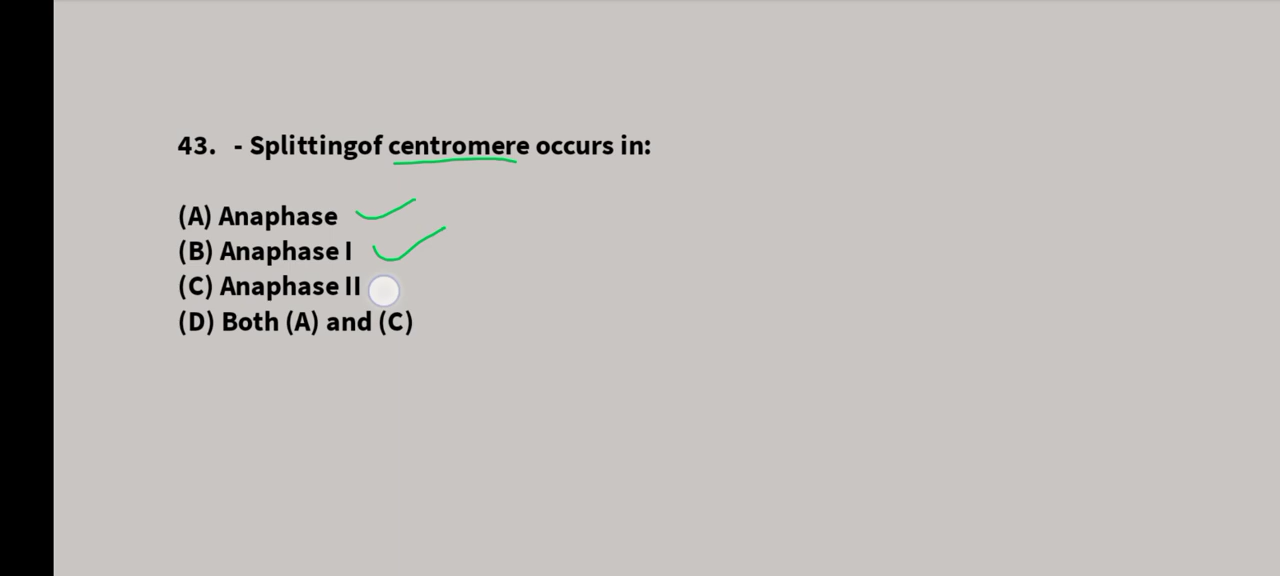 43. - Splittingof centromere occurs in:
(A) Anaphase
(B) Anaphase I
(C) Anaphase II
(D) Both (A) and (C)